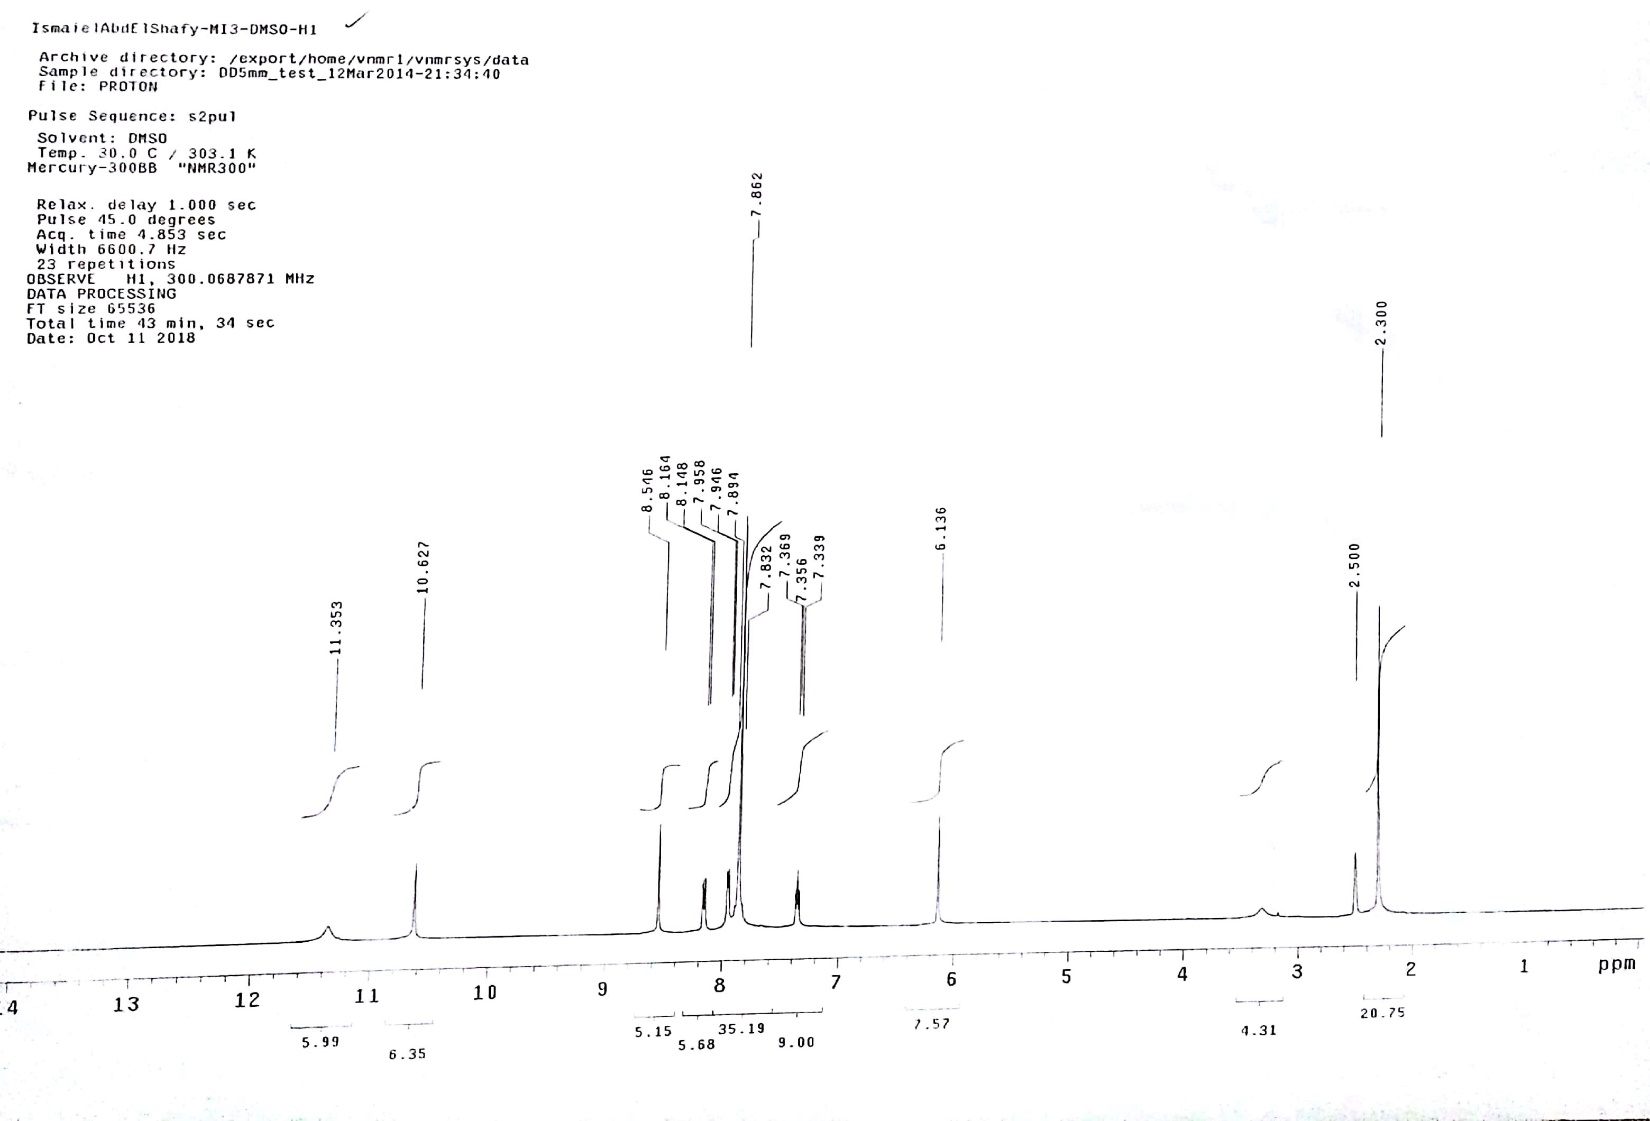 IsmaielAbdElShafy-MI3-DMSO-H1
Archive directory: /export/home/vnmr1/vnmrsys/data
Sample directory: DD5mm_test_12Mar2014-21:34:40
File: PROTON
Pulse Sequence: s2pul
Solvent: DMSO
Temp. 30.0 C / 303.1 K
Mercury-300BB "NMR300"
Relax. delay 1.000 sec
Pulse 45.0 degrees
Acq. time 4.853 sec
Width 6600.7 Hz
23 repetitions
OBSERVE H1, 300.0687871 MHz
DATA PROCESSING
FT size 65536
Total time 43 min, 34 sec
Date: Oct 11 2018
11.353
10.627
8.546
8.164
8.148
7.958
7.946
7.894
7.862
7.832
7.369
7.356
7.339
6.136
2.500
2.300
14 13 12 11 10 9 8 7 6 5 4 3 2 1 ppm
5.99
6.35
5.15
5.68
35.19
9.00
7.57
4.31
20.75